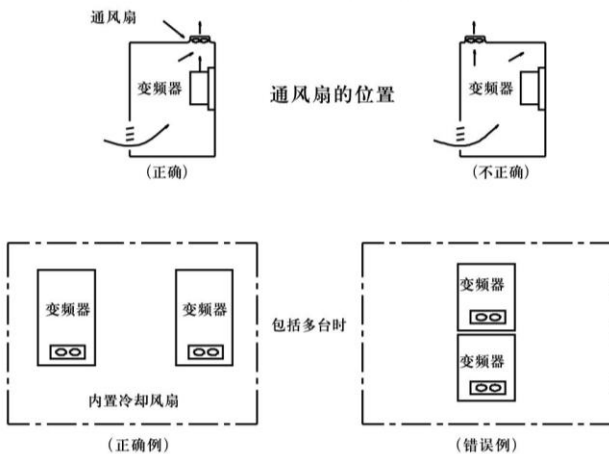 通风扇
变频器
(正确)
通风扇的位置
变频器
(不正确)
变频器
变频器
内置冷却风扇
(正确例)
包括多台时
变频器
变频器
(错误例)